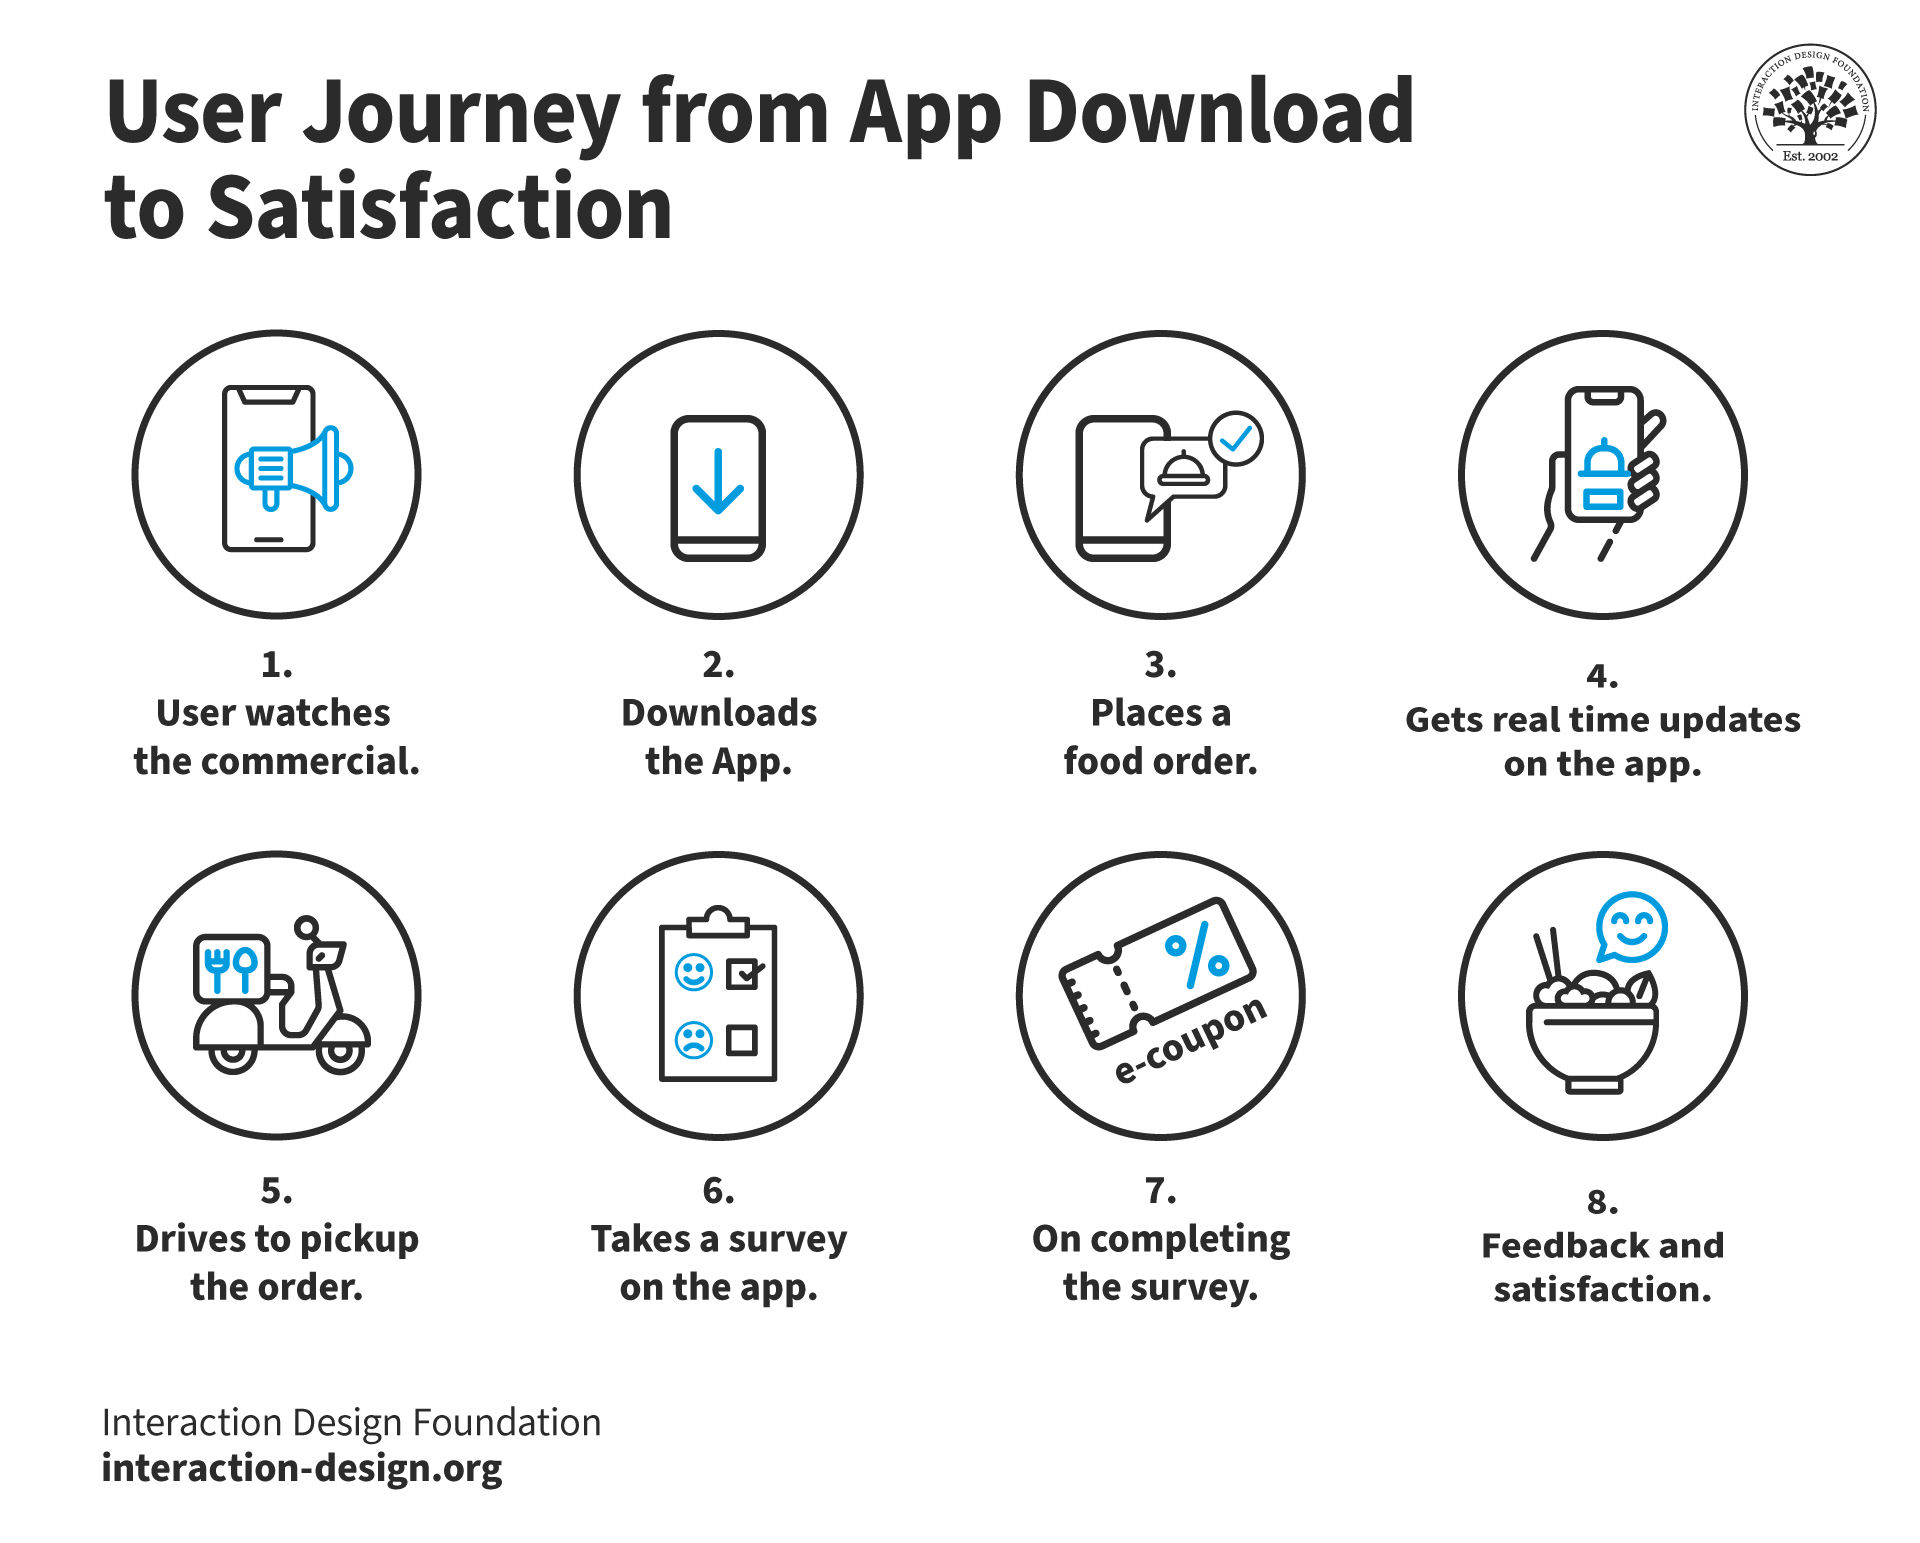 User Journey from App Download
to Satisfaction
INTERACTION DESIGN FOUNDATION
Est. 2002
1.
User watches
the commercial.
2.
Downloads
the App.
3.
Places a
food order.
4.
Gets real time updates
on the app.
5.
Drives to pickup
the order.
6.
Takes a survey
on the app.
%
e-coupon
7.
On completing
the survey.
8.
Feedback and
satisfaction.
Interaction Design Foundation
interaction-design.org